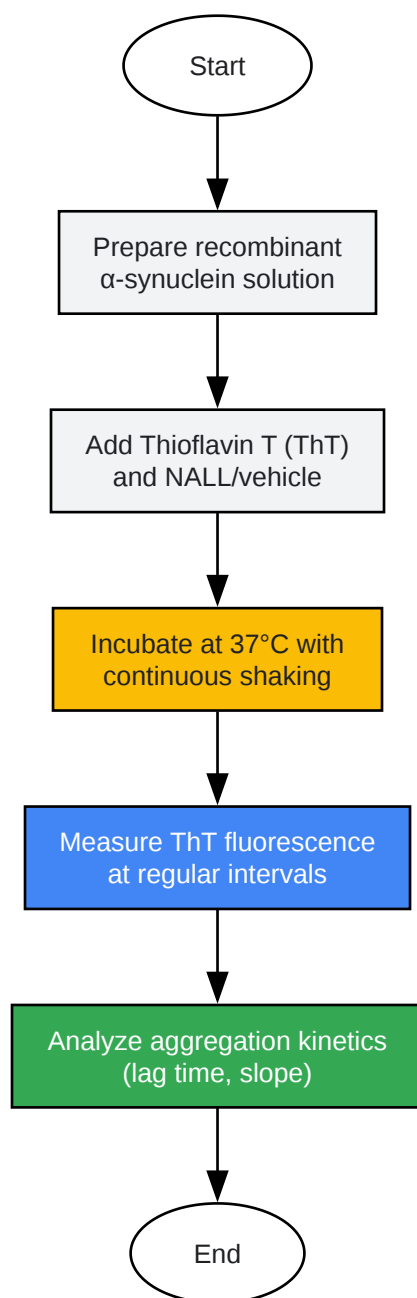 Start
Prepare recombinant
α-synuclein solution
Add Thioflavin T (ThT)
and NALL/vehicle
Incubate at 37°C with
continuous shaking
Measure ThT fluorescence
at regular intervals
Analyze aggregation kinetics
(lag time, slope)
End